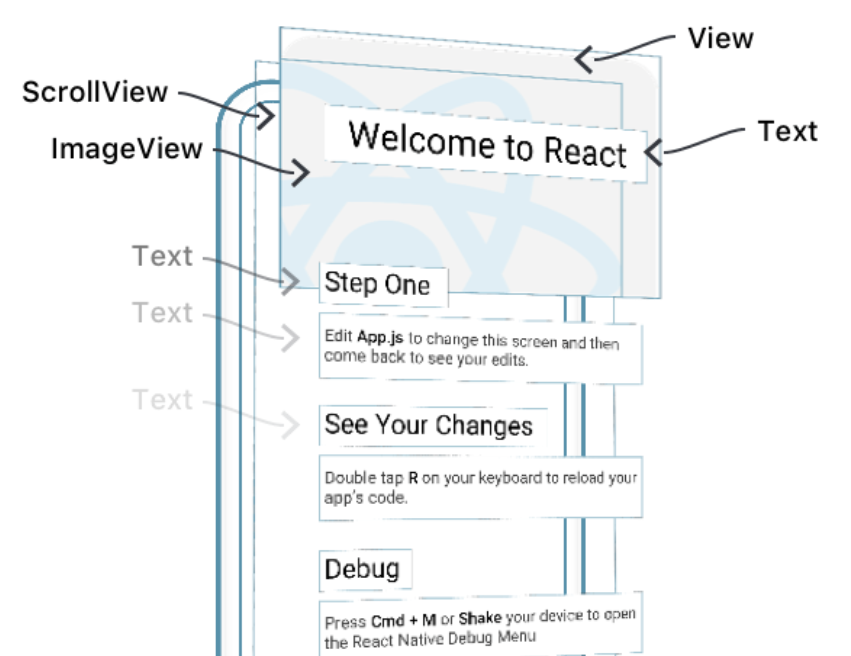 View
ScrollView
Text
ImageView
Welcome to React
Text
Step One
Text
Edit App.js to change this screen and then
come back to see your edits.
Text
See Your Changes
Double tap R on your keyboard to reload your
app's code.
Debug
Press Cmd + M or Shake your device to open
the React Native Debug Menu